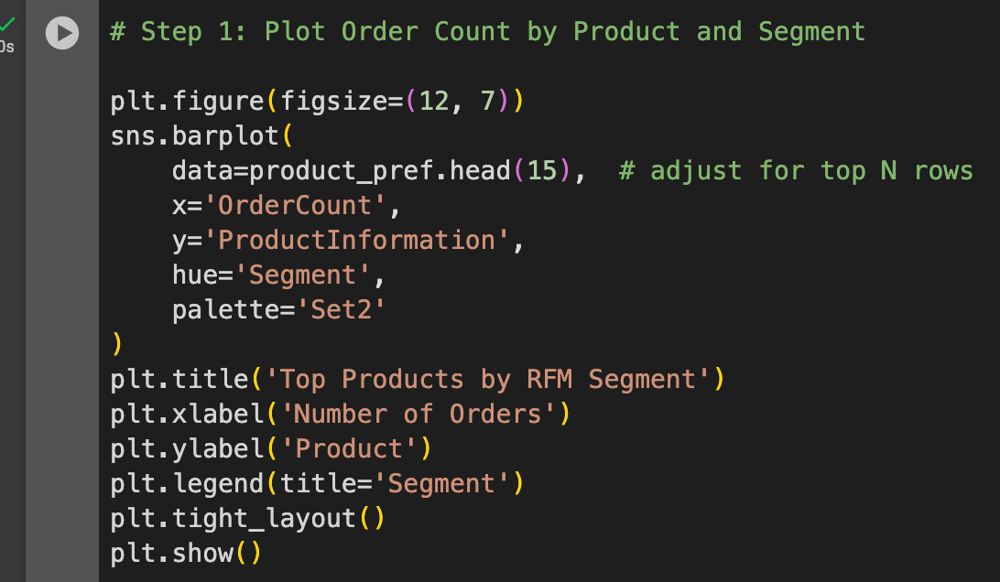 # Step 1: Plot Order Count by Product and Segment
0s
plt.figure(figsize=(12, 7))
sns.barplot(
    data=product_pref.head(15),  # adjust for top N rows
    x='OrderCount',
    y='ProductInformation',
    hue='Segment',
    palette='Set2'
)
plt.title('Top Products by RFM Segment')
plt.xlabel('Number of Orders')
plt.ylabel('Product')
plt.legend(title='Segment')
plt.tight_layout()
plt.show()